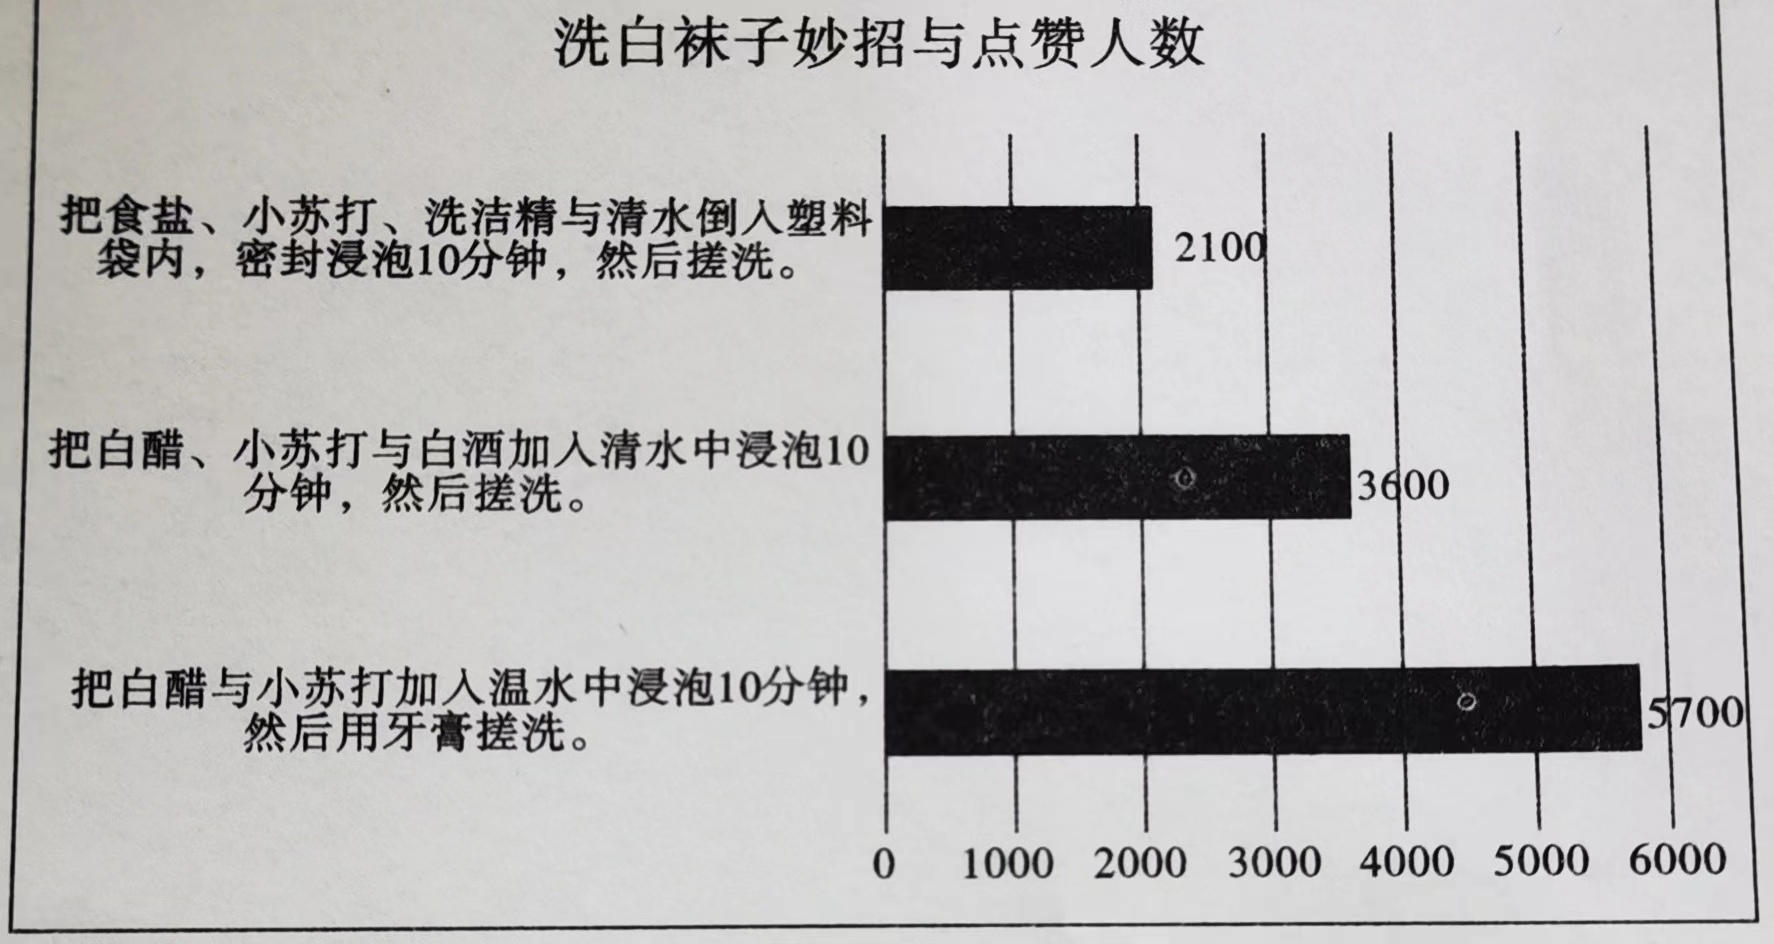 洗白袜子妙招与点赞人数
把食盐、小苏打、洗洁精与清水倒入塑料
袋内，密封浸泡10分钟，然后搓洗。
2100
把白醋、小苏打与白酒加入清水中浸泡10
分钟，然后搓洗。
3600
把白醋与小苏打加入温水中浸泡10分钟，
然后用牙膏搓洗。
5700
0 1000 2000 3000 4000 5000 6000